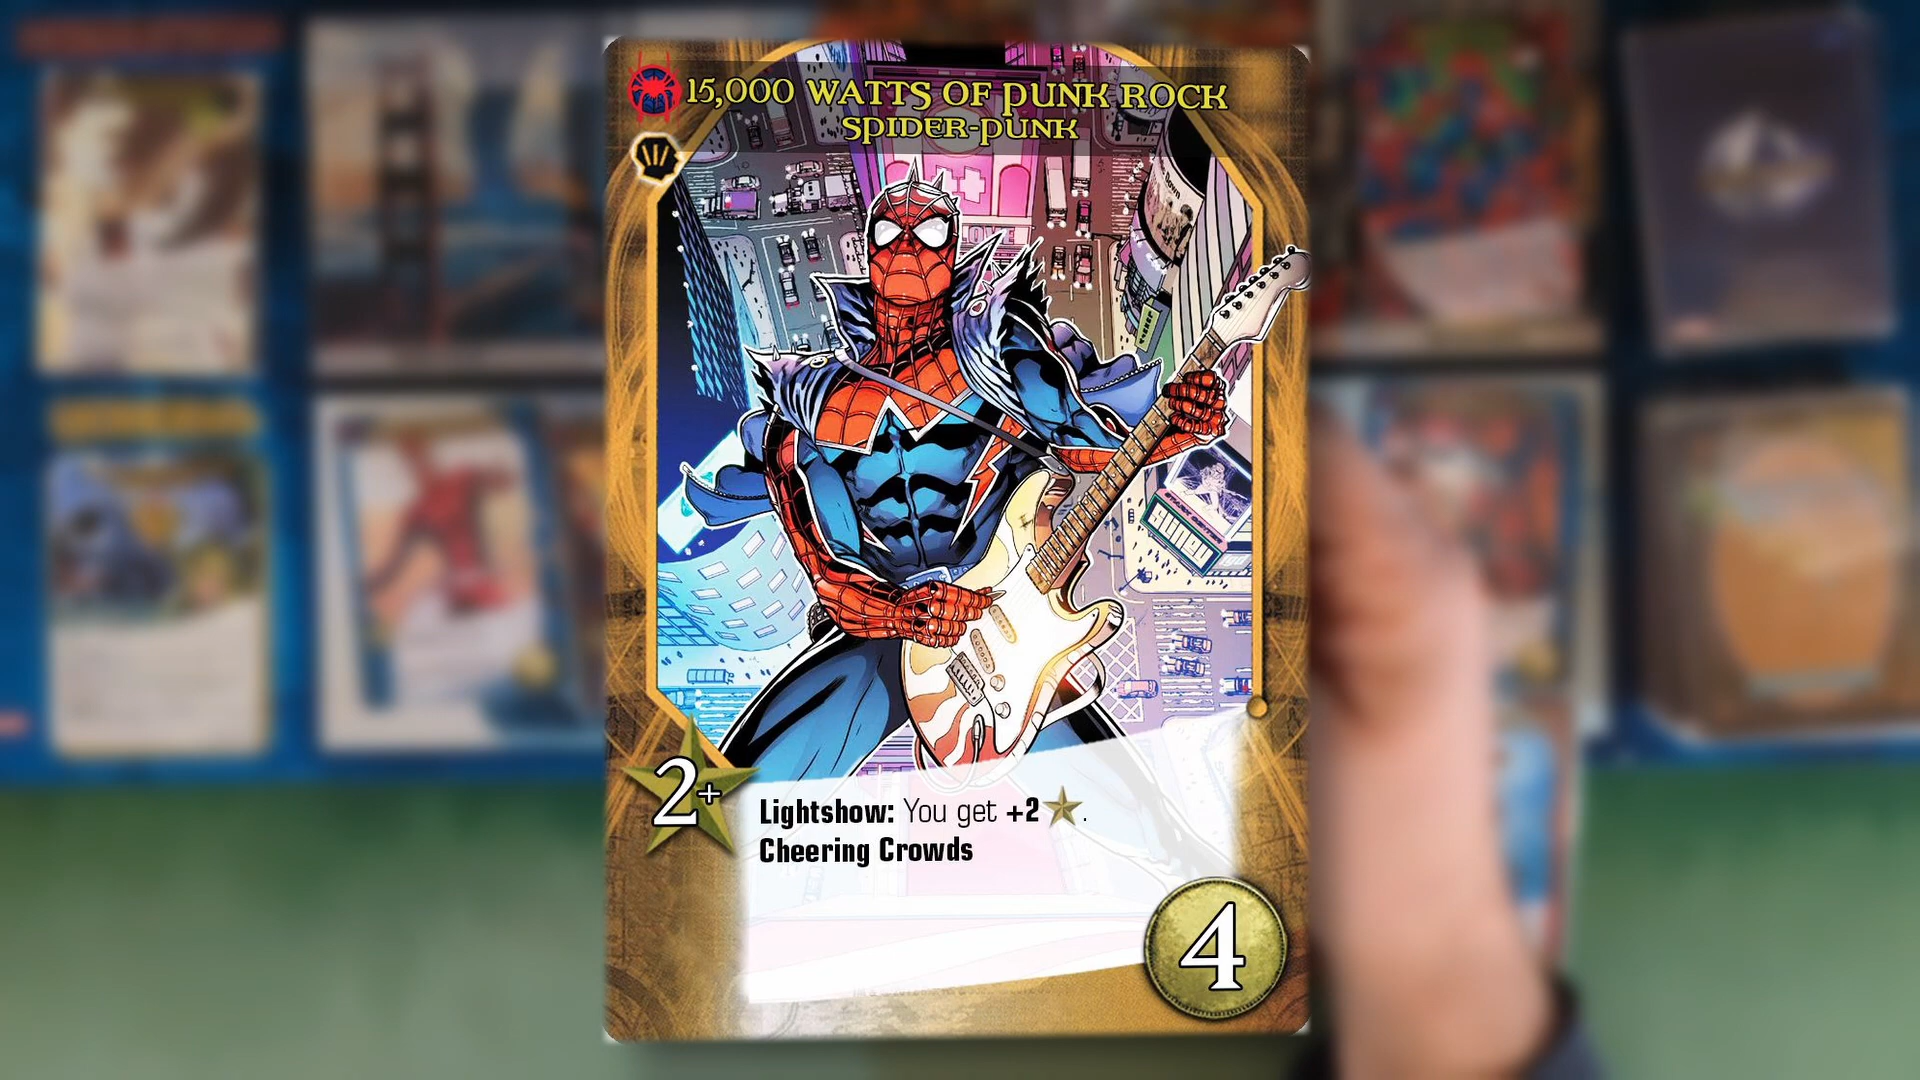 15,000 WATTS OF PUNK ROCK
SPIDER-PUNK
2+
Lightshow: You get +2 .
Cheering Crowds
4